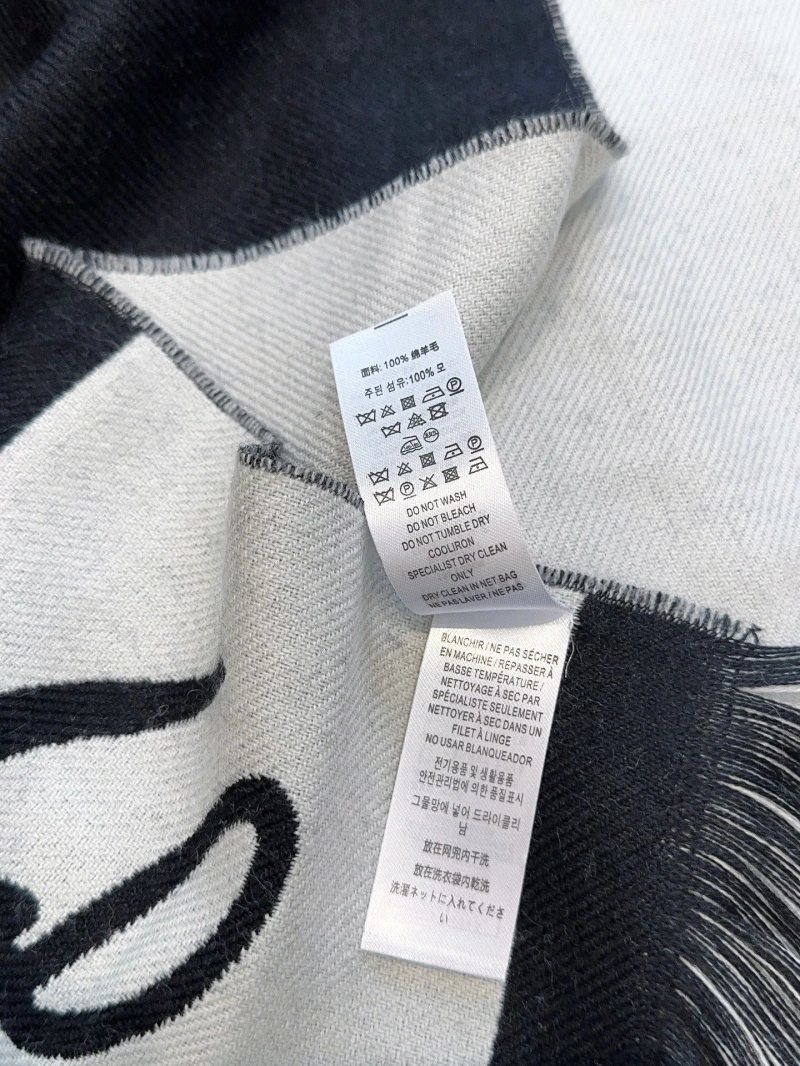 面料: 100% 绵羊毛
주된 섬유:100% 모
DO NOT WASH
DO NOT BLEACH
DO NOT TUMBLE DRY
COOLIRON
SPECIALIST DRY CLEAN
ONLY
DRY CLEAN IN NET BAG
NE PAS LAVER / NE PAS
BLANCHIR / NE PAS SÉCHER
EN MACHINE / REPASSER À
BASSE TEMPÉRATURE /
NETTOYAGE À SEC PAR
SPÉCIALISTE SEULEMENT
NETTOYER À SEC DANS UN
FILET À LINGE
NO USAR BLANQUEADOR
전기용품 및 생활용품
안전관리법에 의한 품질표시
그물망에 넣어 드라이클리
닝
放在网兜内干洗
放在洗衣袋内乾洗
洗濯ネットに入れてくださ
い